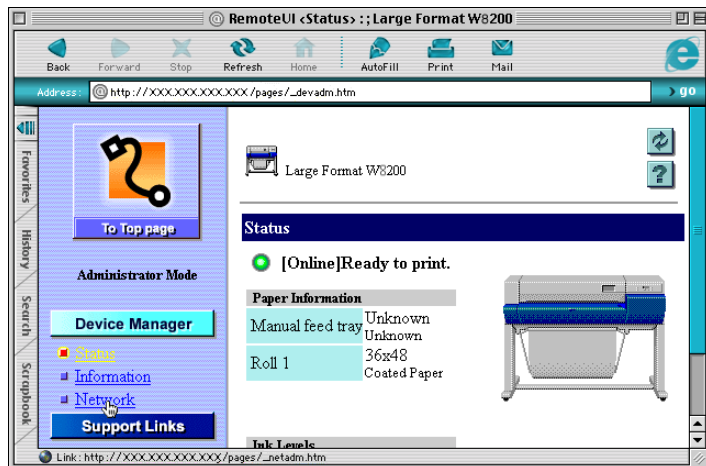 RemoteUI <Status> : ; Large Format W8200
Back Forward Stop Refresh Home AutoFill Print Mail
Address: http://XXX.XXX.XXX.XXX/pages/_devadm.htm go
Favorites
History
Search
Scrapbook
To Top page
Administrator Mode
Device Manager
Status
Information
Network
Support Links
Large Format W8200
Status
[Online]Ready to print.
Paper Information
Manual feed tray Unknown
Unknown
Roll 1 36x48
Coated Paper
Ink Levels
Link: http://XXX.XXX.XXX.XXX/pages/_netadm.htm